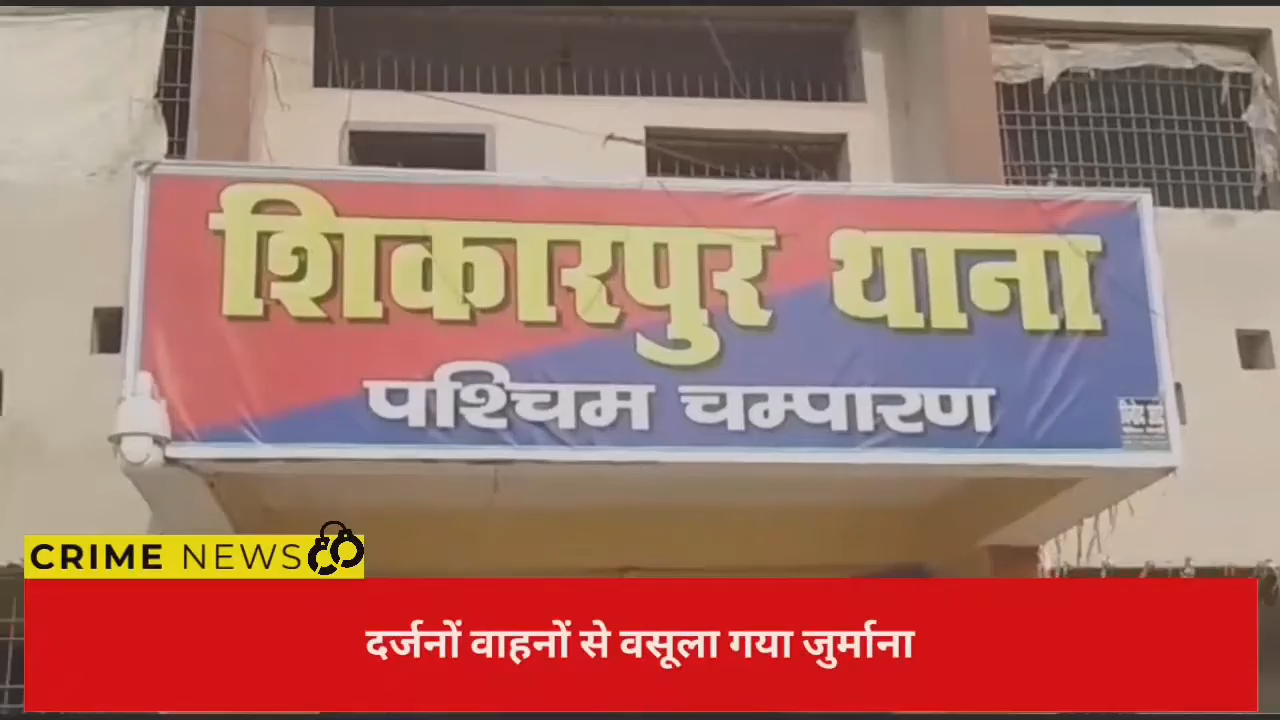 शिकारपुर थाना
पश्चिम चम्पारण
CRIME NEWS
दर्जनों वाहनों से वसूला गया जुर्माना